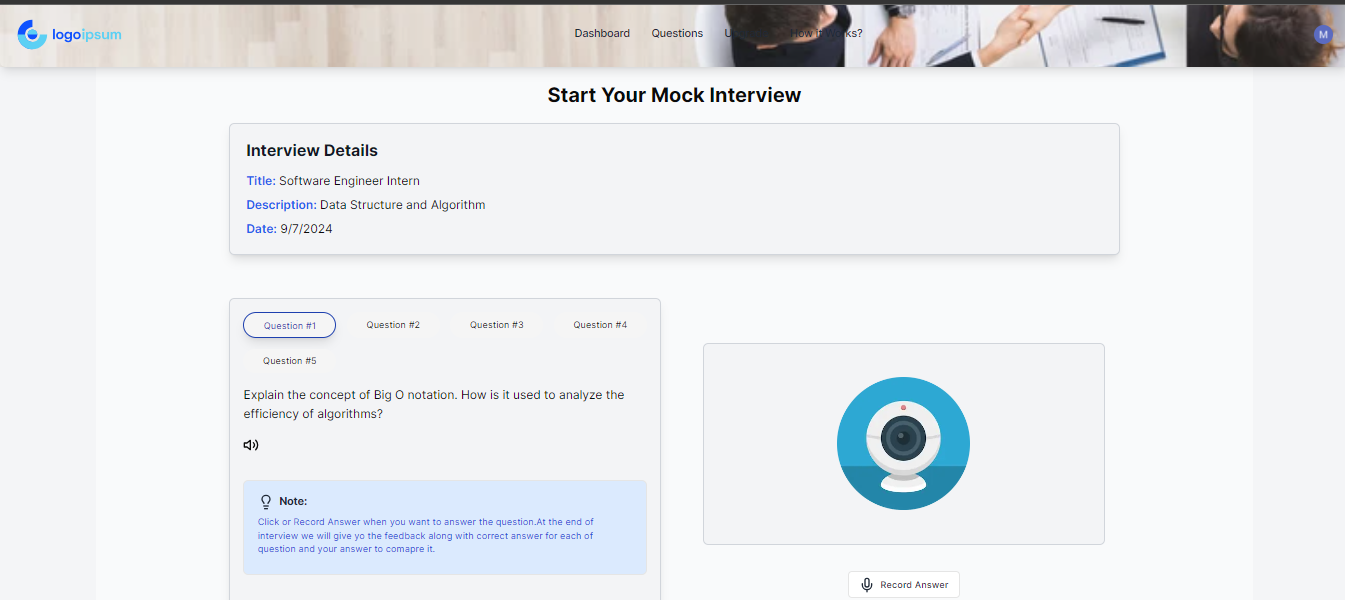 logoipsum
Dashboard Questions How it Works?
M
Start Your Mock Interview
Interview Details
Title: Software Engineer Intern
Description: Data Structure and Algorithm
Date: 9/7/2024
Question #1 Question #2 Question #3 Question #4
Question #5
Explain the concept of Big O notation. How is it used to analyze the
efficiency of algorithms?
Note:
Click or Record Answer when you want to answer the question.At the end of
interview we will give yo the feedback along with correct answer for each of
question and your answer to comapre it.
Record Answer